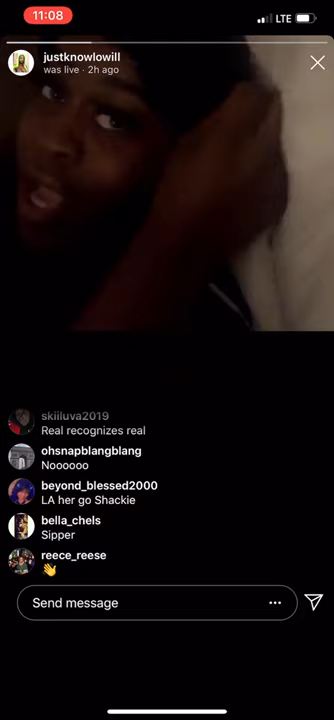 11:08
LTE
justknowlowill
was live · 2h ago
skiiluva2019
Real recognizes real
ohsnapblangblang
Noooooo
beyond_blessed2000
LA her go Shackie
bella_chels
Sipper
reece_reese
👋
Send message